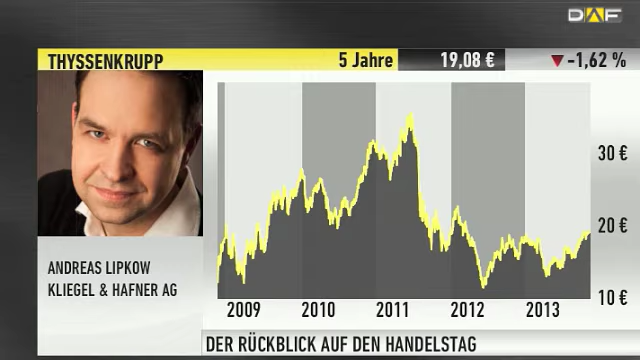 DAF
THYSSENKRUPP 5 Jahre 19,08 € -1,62 %
30 €
20 €
10 €
2009 2010 2011 2012 2013
ANDREAS LIPKOW
KLIEGEL & HAFNER AG
DER RÜCKBLICK AUF DEN HANDELSTAG